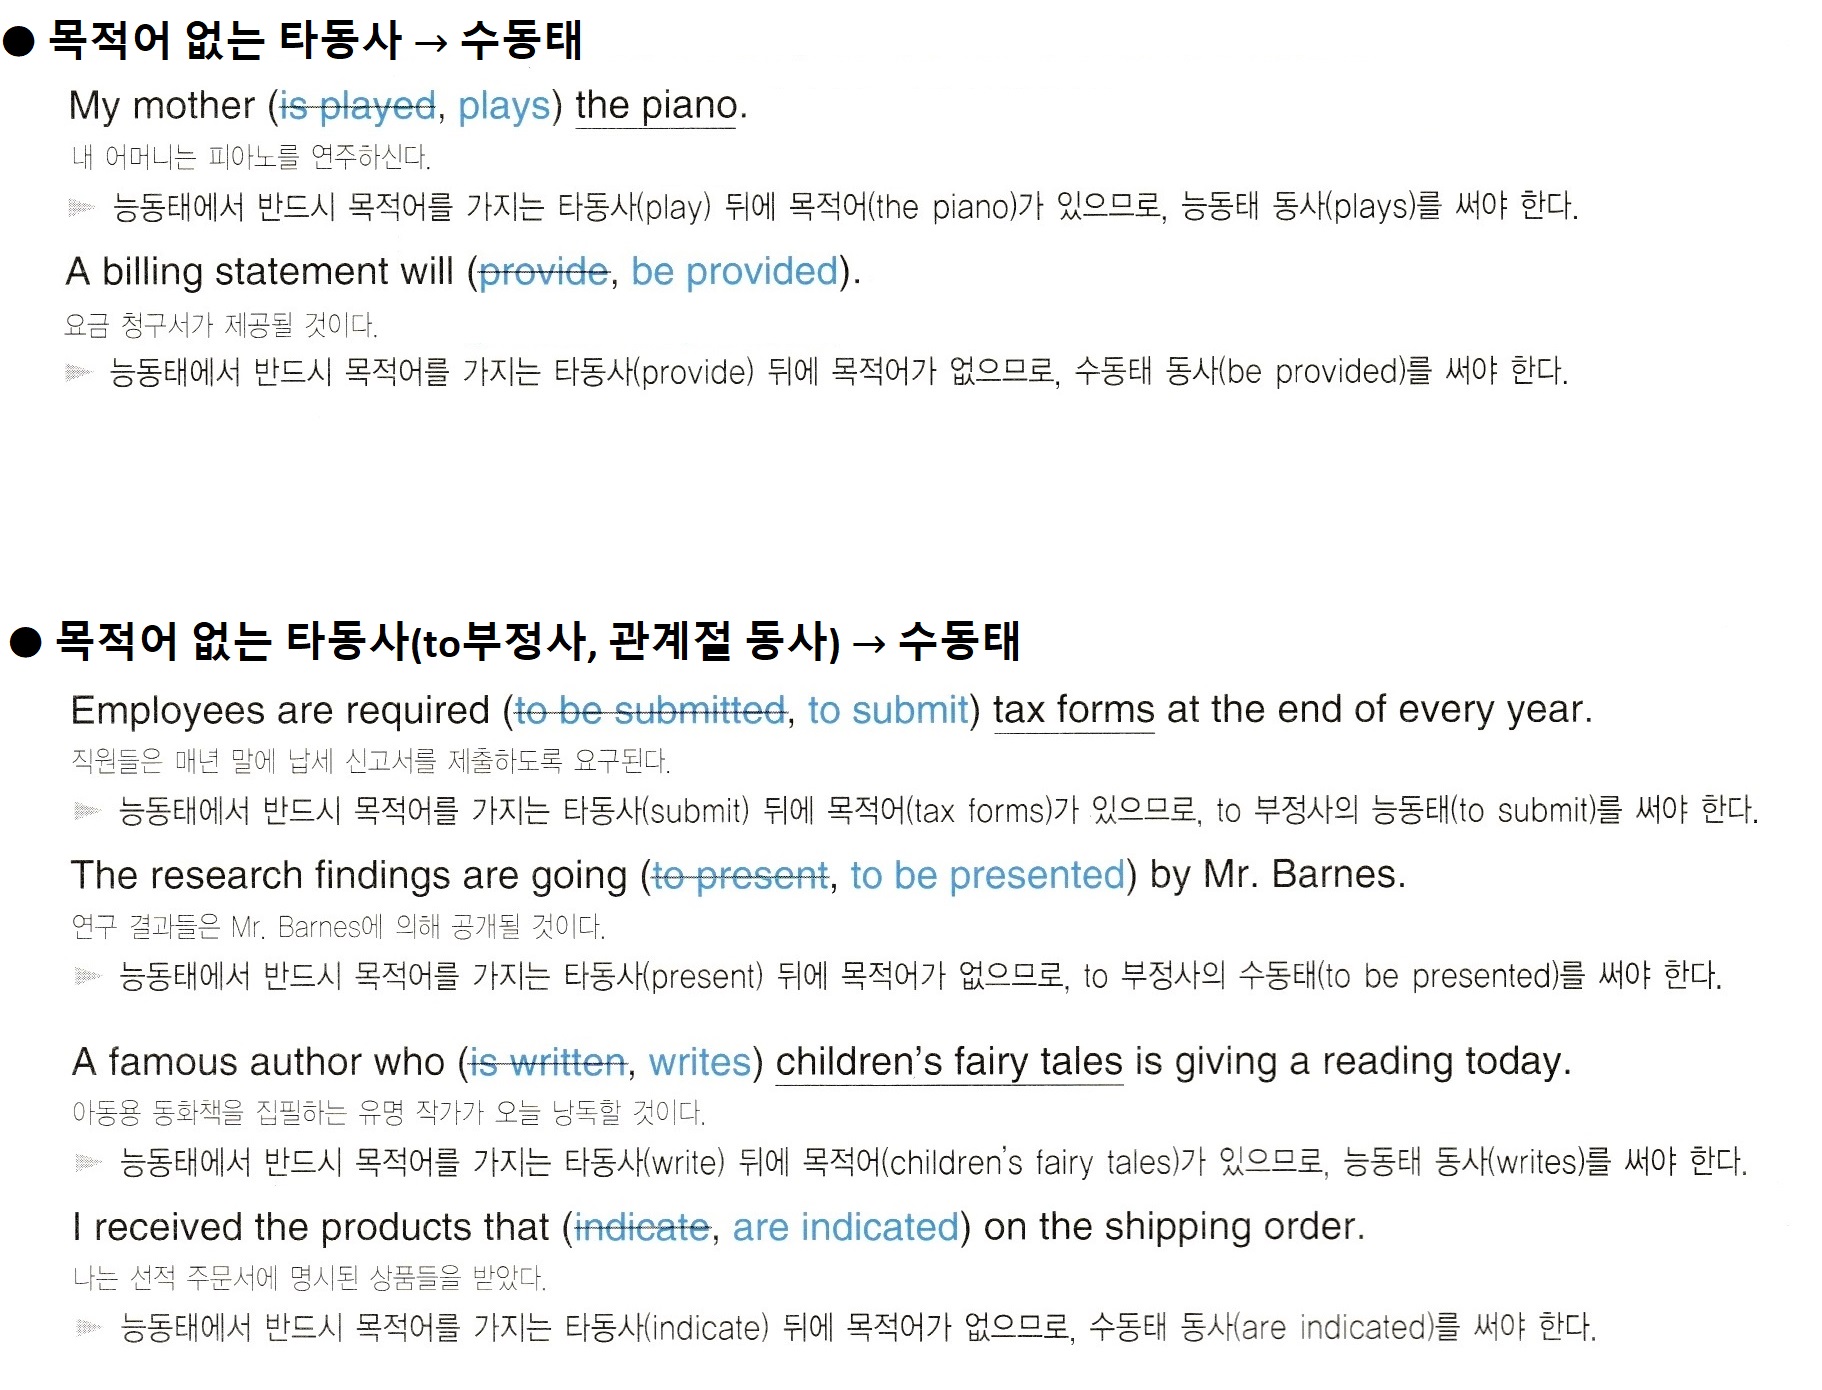 ● 목적어 없는 타동사 → 수동태
My mother (is played, plays) the piano.
내 어머니는 피아노를 연주하신다.
능동태에서 반드시 목적어를 가지는 타동사(play) 뒤에 목적어(the piano)가 있으므로, 능동태 동사(plays)를 써야 한다.
A billing statement will (provide, be provided).
요금 청구서가 제공될 것이다.
능동태에서 반드시 목적어를 가지는 타동사(provide) 뒤에 목적어가 없으므로, 수동태 동사(be provided)를 써야 한다.
● 목적어 없는 타동사(to부정사, 관계절 동사) → 수동태
Employees are required (to be submitted, to submit) tax forms at the end of every year.
직원들은 매년 말에 납세 신고서를 제출하도록 요구된다.
능동태에서 반드시 목적어를 가지는 타동사(submit) 뒤에 목적어(tax forms)가 있으므로, to 부정사의 능동태(to submit)를 써야 한다.
The research findings are going (to present, to be presented) by Mr. Barnes.
연구 결과들은 Mr. Barnes에 의해 공개될 것이다.
능동태에서 반드시 목적어를 가지는 타동사(present) 뒤에 목적어가 없으므로, to 부정사의 수동태(to be presented)를 써야 한다.
A famous author who (is written, writes) children's fairy tales is giving a reading today.
아동용 동화책을 집필하는 유명 작가가 오늘 낭독할 것이다.
능동태에서 반드시 목적어를 가지는 타동사(write) 뒤에 목적어(children's fairy tales)가 있으므로, 능동태 동사(writes)를 써야 한다.
I received the products that (indicate, are indicated) on the shipping order.
나는 선적 주문서에 명시된 상품들을 받았다.
능동태에서 반드시 목적어를 가지는 타동사(indicate) 뒤에 목적어가 없으므로, 수동태 동사(are indicated)를 써야 한다.